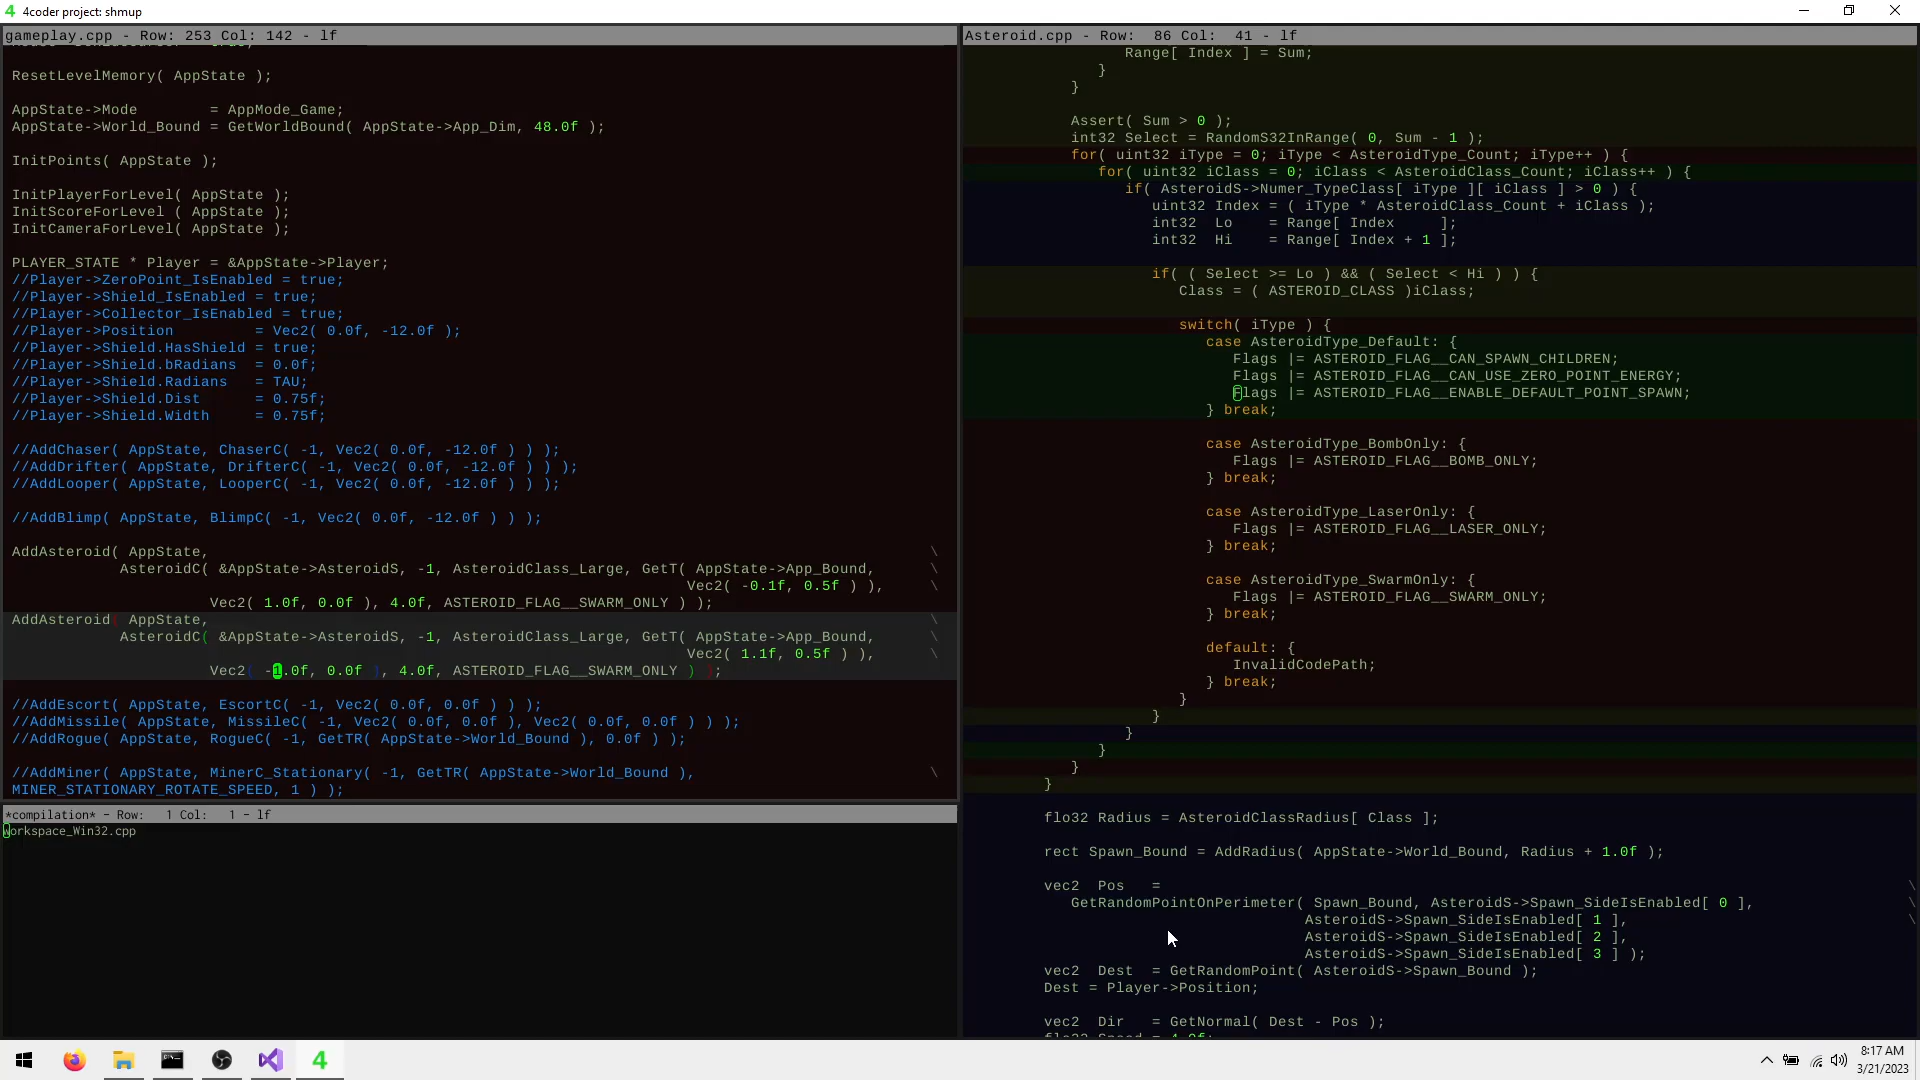 4 4coder project: shmup
gameplay.cpp - Row: 253 Col: 142 - lf
ResetLevelMemory( AppState );
AppState->Mode        = AppMode_Game;
AppState->World_Bound = GetWorldBound( AppState->App_Dim, 48.0f );
InitPoints( AppState );
InitPlayerForLevel( AppState );
InitScoreForLevel ( AppState );
InitCameraForLevel( AppState );
PLAYER_STATE * Player = &AppState->Player;
//Player->ZeroPoint_IsEnabled = true;
//Player->Shield_IsEnabled = true;
//Player->Collector_IsEnabled = true;
//Player->Position         = Vec2( 0.0f, -12.0f );
//Player->Shield.HasShield = true;
//Player->Shield.bRadians  = 0.0f;
//Player->Shield.Radians   = TAU;
//Player->Shield.Dist      = 0.75f;
//Player->Shield.Width     = 0.75f;
//AddChaser( AppState, ChaserC( -1, Vec2( 0.0f, -12.0f ) ) );
//AddDrifter( AppState, DrifterC( -1, Vec2( 0.0f, -12.0f ) ) );
//AddLooper( AppState, LooperC( -1, Vec2( 0.0f, -12.0f ) ) );
//AddBlimp( AppState, BlimpC( -1, Vec2( 0.0f, -12.0f ) ) );
AddAsteroid( AppState, \
AsteroidC( &AppState->AsteroidS, -1, AsteroidClass_Large, GetT( AppState->App_Bound, \
Vec2( -0.1f, 0.5f ) ), \
Vec2( 1.0f, 0.0f ), 4.0f, ASTEROID_FLAG__SWARM_ONLY ) );
AddAsteroid( AppState, \
AsteroidC( &AppState->AsteroidS, -1, AsteroidClass_Large, GetT( AppState->App_Bound, \
Vec2( 1.1f, 0.5f ) ), \
Vec2( -1.0f, 0.0f ), 4.0f, ASTEROID_FLAG__SWARM_ONLY ) );
//AddEscort( AppState, EscortC( -1, Vec2( 0.0f, 0.0f ) ) );
//AddMissile( AppState, MissileC( -1, Vec2( 0.0f, 0.0f ), Vec2( 0.0f, 0.0f ) ) );
//AddRogue( AppState, RogueC( -1, GetTR( AppState->World_Bound ), 0.0f ) );
//AddMiner( AppState, MinerC_Stationary( -1, GetTR( AppState->World_Bound ), \
MINER_STATIONARY_ROTATE_SPEED, 1 ) );
*compilation* - Row:   1 Col:   1 - lf
workspace_Win32.cpp
Asteroid.cpp - Row:  86 Col:  41 - lf
Range[ Index ] = Sum;
}
}
Assert( Sum > 0 );
int32 Select = RandomS32InRange( 0, Sum - 1 );
for( uint32 iType = 0; iType < AsteroidType_Count; iType++ ) {
for( uint32 iClass = 0; iClass < AsteroidClass_Count; iClass++ ) {
if( AsteroidS->Numer_TypeClass[ iType ][ iClass ] > 0 ) {
uint32 Index = ( iType * AsteroidClass_Count + iClass );
int32  Lo    = Range[ Index     ];
int32  Hi    = Range[ Index + 1 ];
if( ( Select >= Lo ) && ( Select < Hi ) ) {
Class = ( ASTEROID_CLASS )iClass;
switch( iType ) {
case AsteroidType_Default: {
Flags |= ASTEROID_FLAG__CAN_SPAWN_CHILDREN;
Flags |= ASTEROID_FLAG__CAN_USE_ZERO_POINT_ENERGY;
Flags |= ASTEROID_FLAG__ENABLE_DEFAULT_POINT_SPAWN;
} break;
case AsteroidType_BombOnly: {
Flags |= ASTEROID_FLAG__BOMB_ONLY;
} break;
case AsteroidType_LaserOnly: {
Flags |= ASTEROID_FLAG__LASER_ONLY;
} break;
case AsteroidType_SwarmOnly: {
Flags |= ASTEROID_FLAG__SWARM_ONLY;
} break;
default: {
InvalidCodePath;
} break;
}
}
}
}
}
}
flo32 Radius = AsteroidClassRadius[ Class ];
rect Spawn_Bound = AddRadius( AppState->World_Bound, Radius + 1.0f );
vec2  Pos   = \
GetRandomPointOnPerimeter( Spawn_Bound, AsteroidS->Spawn_SideIsEnabled[ 0 ], \
AsteroidS->Spawn_SideIsEnabled[ 1 ], \
AsteroidS->Spawn_SideIsEnabled[ 2 ],
AsteroidS->Spawn_SideIsEnabled[ 3 ] );
vec2  Dest  = GetRandomPoint( AsteroidS->Spawn_Bound );
Dest = Player->Position;
vec2  Dir   = GetNormal( Dest - Pos );
4
8:17 AM
3/21/2023